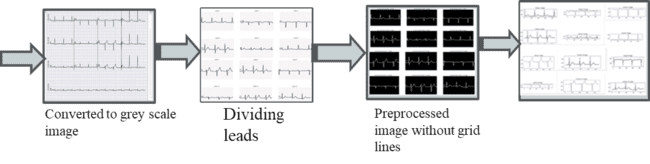 Converted to grey scale
image
Dividing
leads
Preprocessed
image without grid
lines